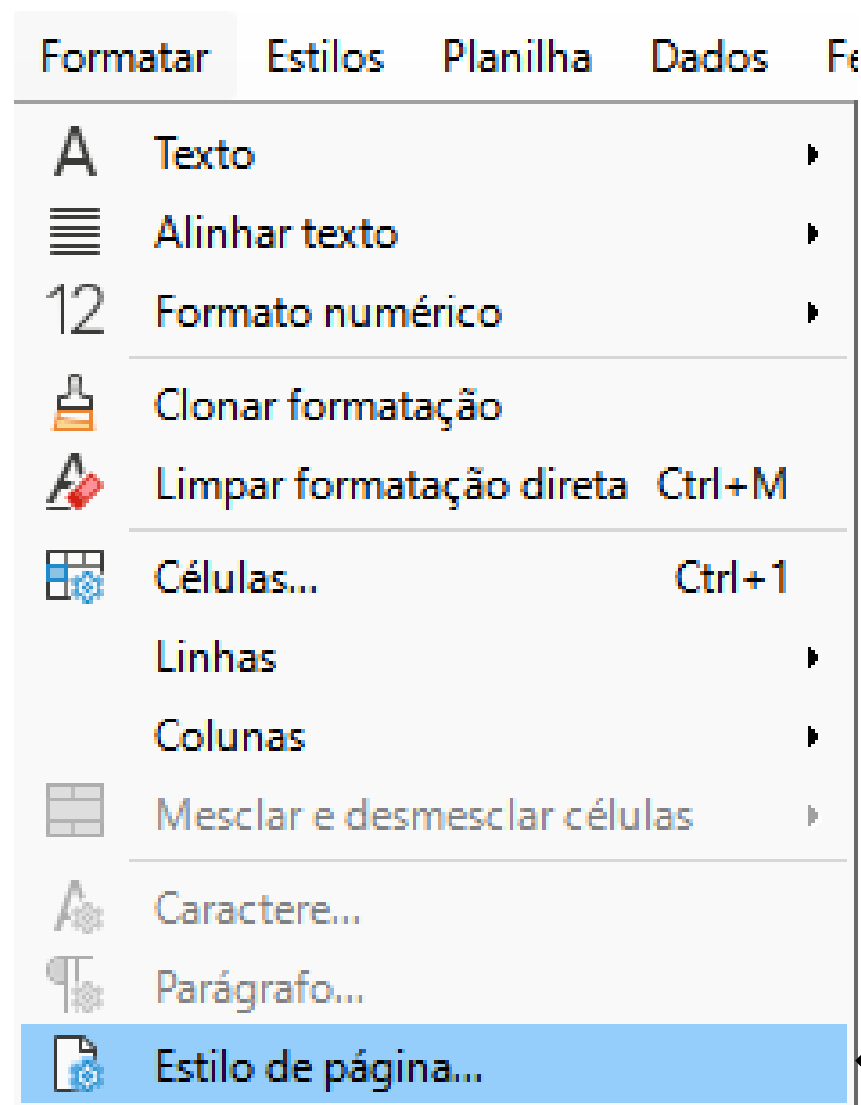 Formatar Estilos Planilha Dados
A Texto
Alinhar texto
12 Formato numérico
Clonar formatação
Limpar formatação direta Ctrl+M
Células... Ctrl+1
Linhas
Colunas
Mesclar e desmesclar células
Caractere...
Parágrafo...
Estilo de página...